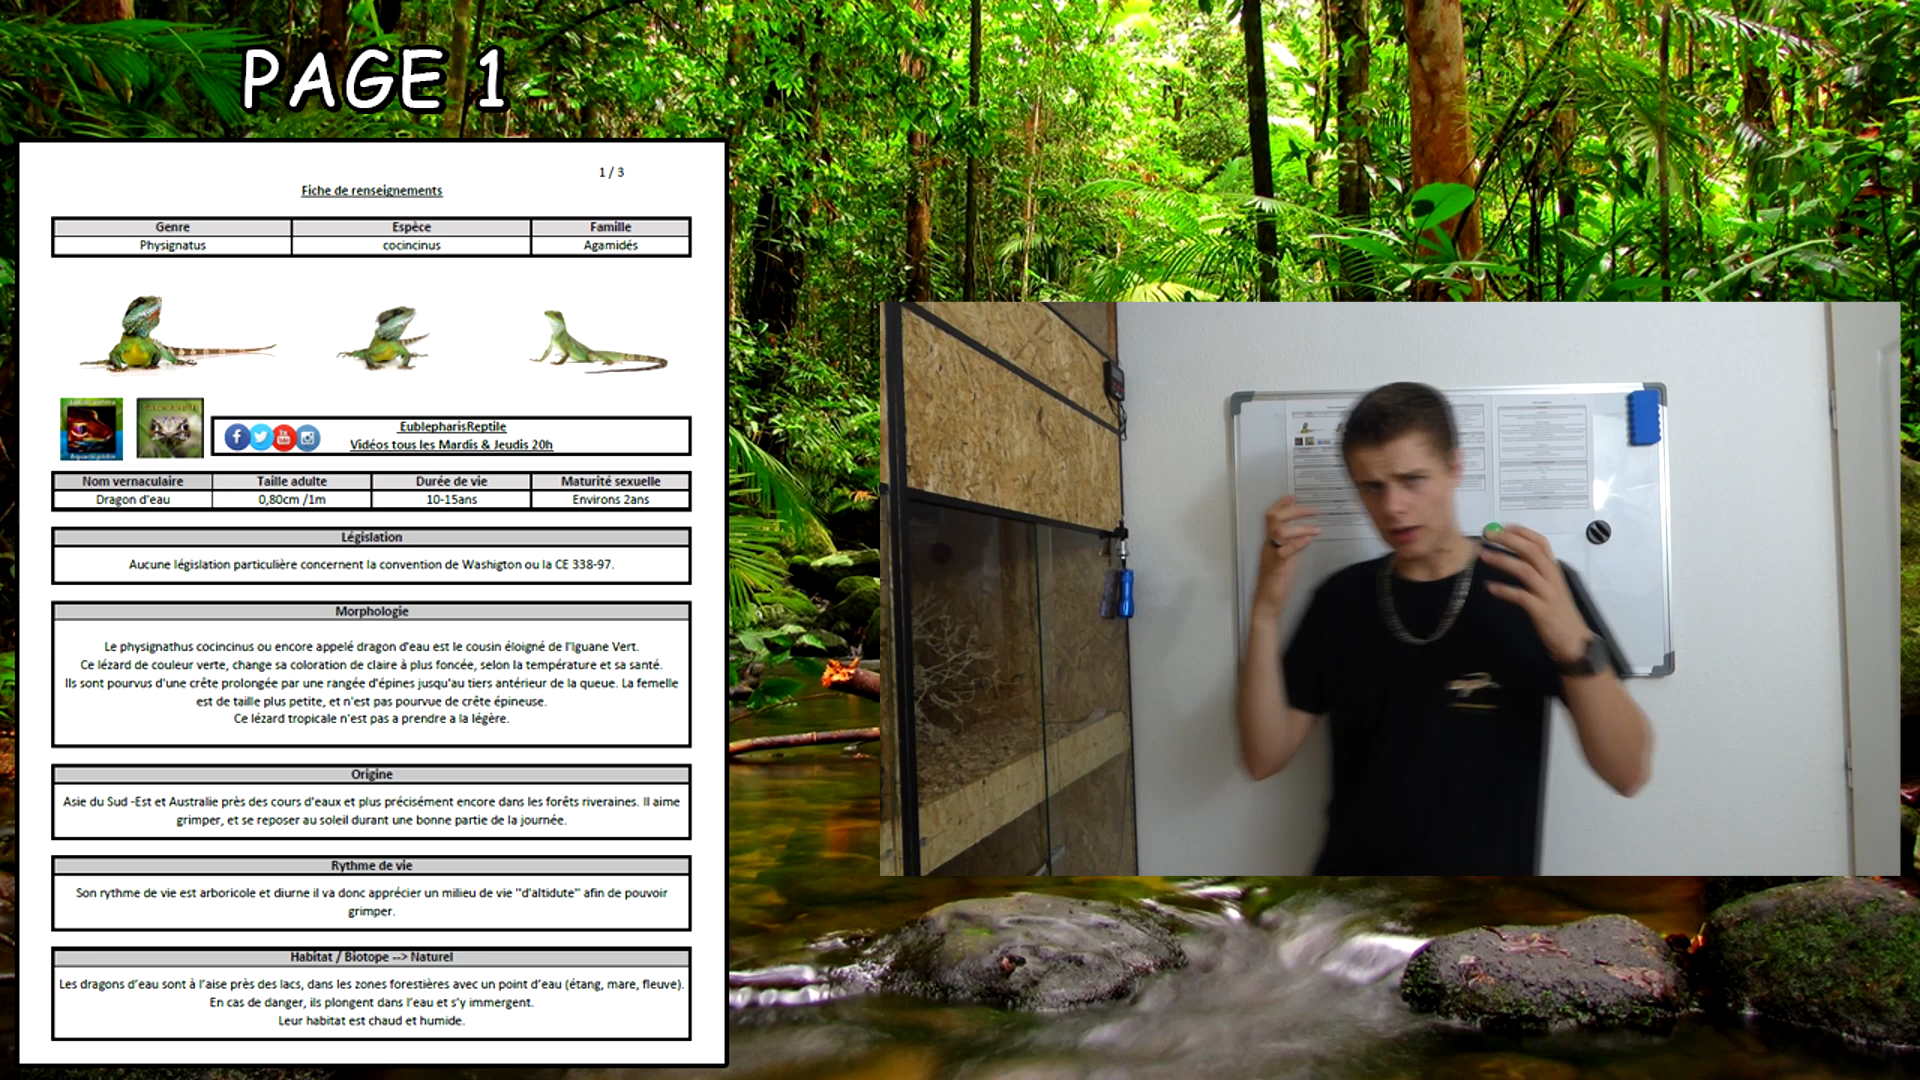 PAGE 1
1 / 3
Fiche de renseignements
Genre Espèce Famille
Physignatus cocincinus Agamidés
EublepharisReptile
Vidéos tous les Mardis & Jeudis 20h
Nom vernaculaire Taille adulte Durée de vie Maturité sexuelle
Dragon d'eau 0,80cm /1m 10-15ans Environs 2ans
Législation
Aucune législation particulière concernent la convention de Washigton ou la CE 338-97.
Morphologie
Le physignathus cocincinus ou encore appelé dragon d'eau est le cousin éloigné de l'Iguane Vert.
Ce lézard de couleur verte, change sa coloration de claire à plus foncée, selon la température et sa santé.
Ils sont pourvus d'une crête prolongée par une rangée d'épines jusqu'au tiers antérieur de la queue. La femelle
est de taille plus petite, et n'est pas pourvue de crête épineuse.
Ce lézard tropicale n'est pas a prendre a la légère.
Origine
Asie du Sud -Est et Australie près des cours d'eaux et plus précisément encore dans les forêts riveraines. Il aime
grimper, et se reposer au soleil durant une bonne partie de la journée.
Rythme de vie
Son rythme de vie est arboricole et diurne il va donc apprécier un milieu de vie "d'altidute" afin de pouvoir
grimper.
Habitat / Biotope --> Naturel
Les dragons d'eau sont à l'aise près des lacs, dans les zones forestières avec un point d'eau (étang, mare, fleuve).
En cas de danger, ils plongent dans l'eau et s'y immergent.
Leur habitat est chaud et humide.